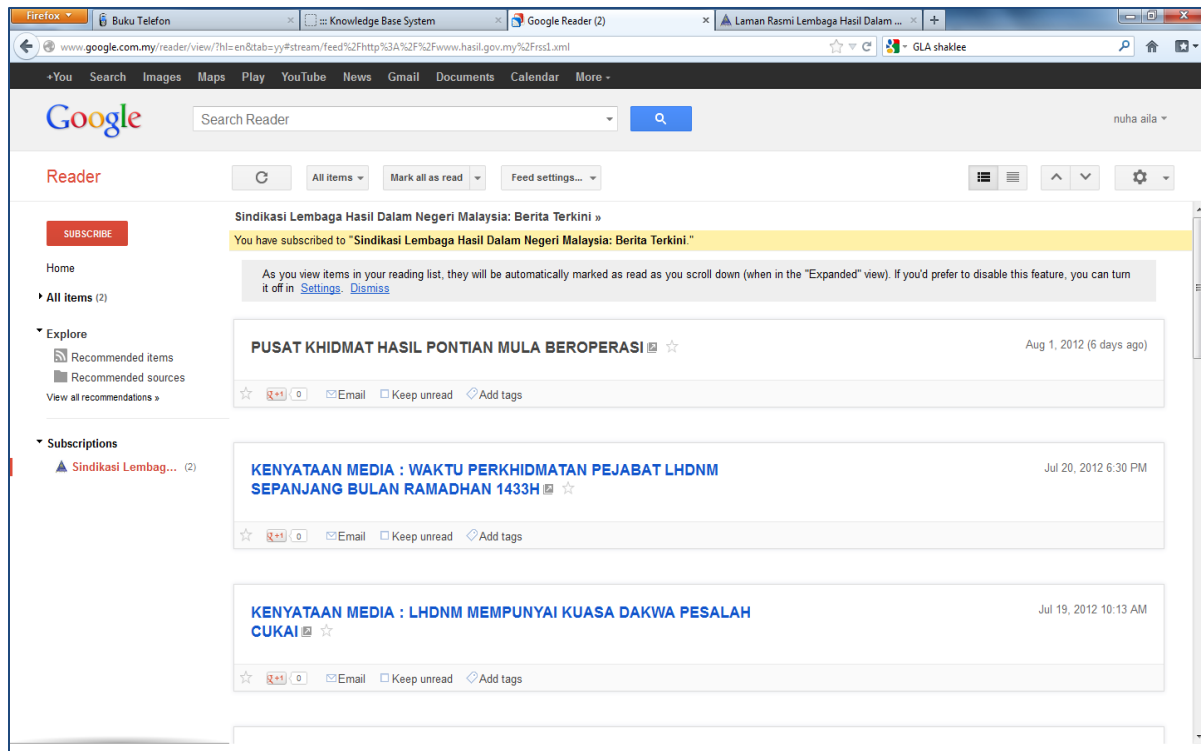 Firefox
Buku Telefon
::: Knowledge Base System
Google Reader (2)
Laman Rasmi Lembaga Hasil Dalam ...
www.google.com.my/reader/view/?hl=en&tab=yy#stream/feed%2Fhttp%3A%2F%2Fwww.hasil.gov.my%2Frss1.xml
GLA shaklee
+You Search Images Maps Play YouTube News Gmail Documents Calendar More
Google
Search Reader
nuha aila
Reader
All items
Mark all as read
Feed settings...
SUBSCRIBE
Home
All items (2)
Explore
Recommended items
Recommended sources
View all recommendations »
Subscriptions
Sindikasi Lembag... (2)
Sindikasi Lembaga Hasil Dalam Negeri Malaysia: Berita Terkini »
You have subscribed to "Sindikasi Lembaga Hasil Dalam Negeri Malaysia: Berita Terkini."
As you view items in your reading list, they will be automatically marked as read as you scroll down (when in the "Expanded" view). If you'd prefer to disable this feature, you can turn
it off in Settings. Dismiss
PUSAT KHIDMAT HASIL PONTIAN MULA BEROPERASI
Aug 1, 2012 (6 days ago)
+1 0 Email Keep unread Add tags
KENYATAAN MEDIA : WAKTU PERKHIDMATAN PEJABAT LHDNM
SEPANJANG BULAN RAMADHAN 1433H
Jul 20, 2012 6:30 PM
+1 0 Email Keep unread Add tags
KENYATAAN MEDIA : LHDNM MEMPUNYAI KUASA DAKWA PESALAH
CUKAI
Jul 19, 2012 10:13 AM
+1 0 Email Keep unread Add tags